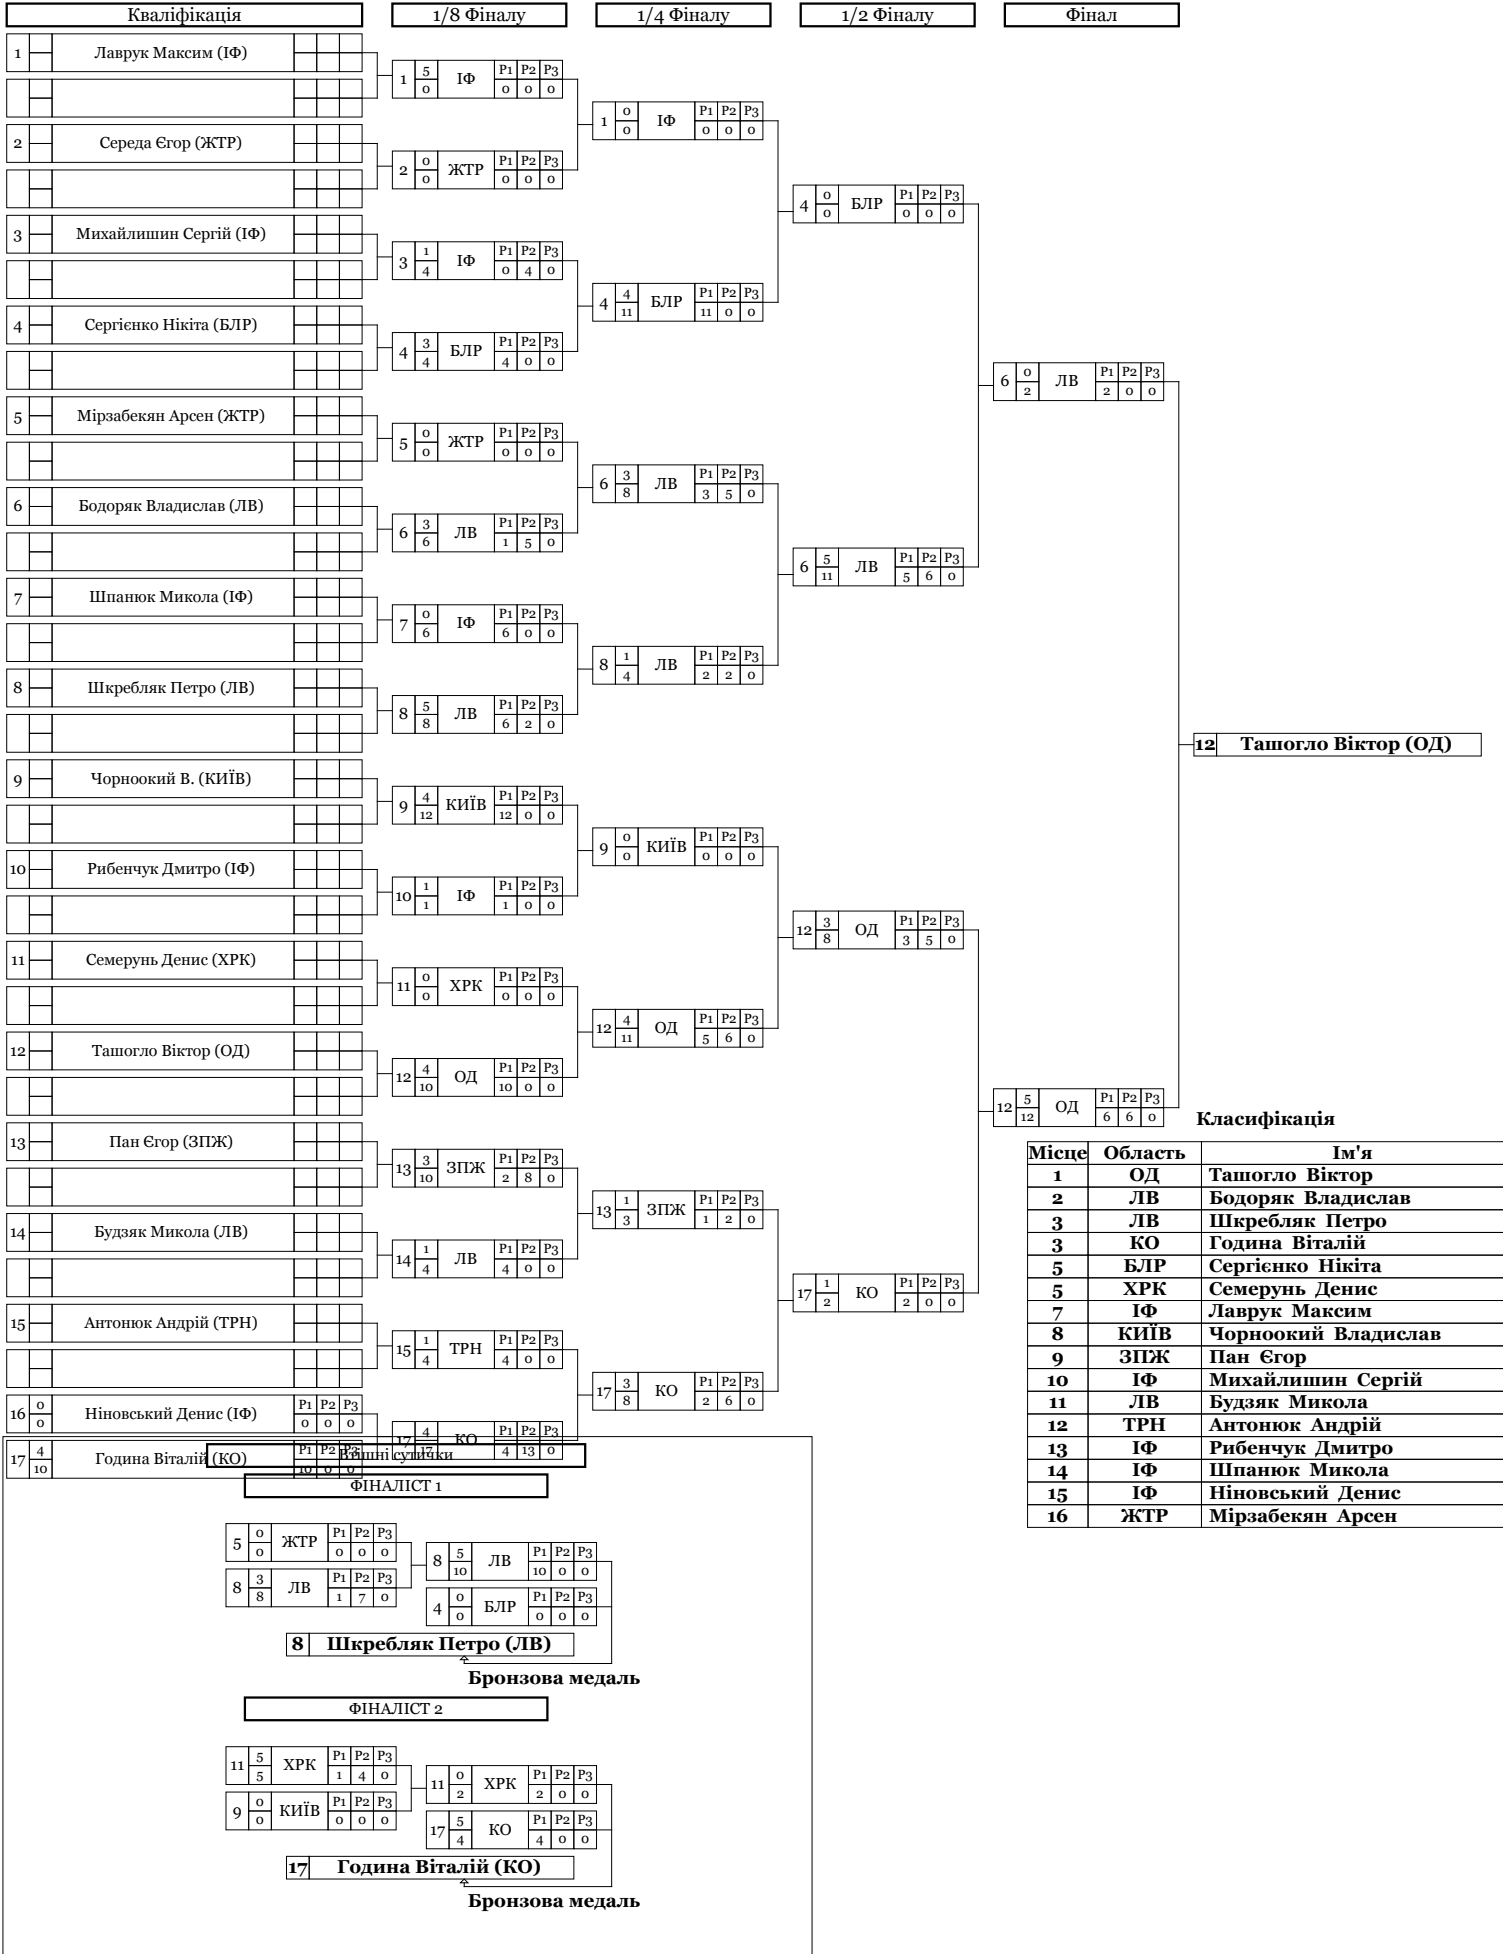 Кваліфікація 1/8 Фіналу 1/4 Фіналу 1/2 Фіналу Фінал
1 Лаврук Максим (ІФ)
2 Середа Єгор (ЖТР)
3 Михайлишин Сергій (ІФ)
4 Сергієнко Нікіта (БЛР)
5 Мірзабекян Арсен (ЖТР)
6 Бодоряк Владислав (ЛВ)
7 Шпанюк Микола (ІФ)
8 Шкребляк Петро (ЛВ)
9 Чорноокий В. (КИЇВ)
10 Рибенчук Дмитро (ІФ)
11 Семерунь Денис (ХРК)
12 Ташогло Віктор (ОД)
13 Пан Єгор (ЗПЖ)
14 Будзяк Микола (ЛВ)
15 Антонюк Андрій (ТРН)
16 0 Ніновський Денис (ІФ) P1 P2 P3
0 0 0 0
17 4 Година Віталій (КО) P1 P2
10 10 0 0
1 5 ІФ P1 P2 P3
0 0 0 0
2 0 ЖТР P1 P2 P3
0 0 0 0
3 1 ІФ P1 P2 P3
4 0 4 0
4 3 БЛР P1 P2 P3
4 4 0 0
5 0 ЖТР P1 P2 P3
0 0 0 0
6 3 ЛВ P1 P2 P3
6 1 5 0
7 0 ІФ P1 P2 P3
6 6 0 0
8 5 ЛВ P1 P2 P3
8 6 2 0
9 4 КИЇВ P1 P2 P3
12 12 0 0
10 1 ІФ P1 P2 P3
1 1 0 0
11 0 ХРК P1 P2 P3
0 0 0 0
12 4 ОД P1 P2 P3
10 10 0 0
13 3 ЗПЖ P1 P2 P3
10 2 8 0
14 1 ЛВ P1 P2 P3
4 4 0 0
15 1 ТРН P1 P2 P3
4 4 0 0
17 4 КО P1 P2 P3
17 4 13 0
1 0 ІФ P1 P2 P3
0 0 0 0
4 4 БЛР P1 P2 P3
11 11 0 0
6 3 ЛВ P1 P2 P3
8 3 5 0
8 1 ЛВ P1 P2 P3
4 2 2 0
9 0 КИЇВ P1 P2 P3
0 0 0 0
12 4 ОД P1 P2 P3
11 5 6 0
13 1 ЗПЖ P1 P2 P3
3 1 2 0
17 3 КО P1 P2 P3
8 2 6 0
4 0 БЛР P1 P2 P3
0 0 0 0
6 5 ЛВ P1 P2 P3
11 5 6 0
12 3 ОД P1 P2 P3
8 3 5 0
17 1 КО P1 P2 P3
2 2 0 0
6 0 ЛВ P1 P2 P3
2 2 0 0
12 5 ОД P1 P2 P3
12 6 6 0
12 Ташогло Віктор (ОД)
Класифікація
Місце Область Ім'я
1 ОД Ташогло Віктор
2 ЛВ Бодоряк Владислав
3 ЛВ Шкребляк Петро
3 КО Година Віталій
5 БЛР Сергієнко Нікіта
5 ХРК Семерунь Денис
7 ІФ Лаврук Максим
8 КИЇВ Чорноокий Владислав
9 ЗПЖ Пан Єгор
10 ІФ Михайлишин Сергій
11 ЛВ Будзяк Микола
12 ТРН Антонюк Андрій
13 ІФ Рибенчук Дмитро
14 ІФ Шпанюк Микола
15 ІФ Ніновський Денис
16 ЖТР Мірзабекян Арсен
сутички
ФІНАЛІСТ 1
5 0 ЖТР P1 P2 P3
0 0 0 0
8 3 ЛВ P1 P2 P3
8 1 7 0
8 5 ЛВ P1 P2 P3
10 10 0 0
4 0 БЛР P1 P2 P3
0 0 0 0
8 Шкребляк Петро (ЛВ)
Бронзова медаль
ФІНАЛІСТ 2
11 5 ХРК P1 P2 P3
5 1 4 0
9 0 КИЇВ P1 P2 P3
0 0 0 0
11 0 ХРК P1 P2 P3
2 2 0 0
17 5 КО P1 P2 P3
4 4 0 0
17 Година Віталій (КО)
Бронзова медаль